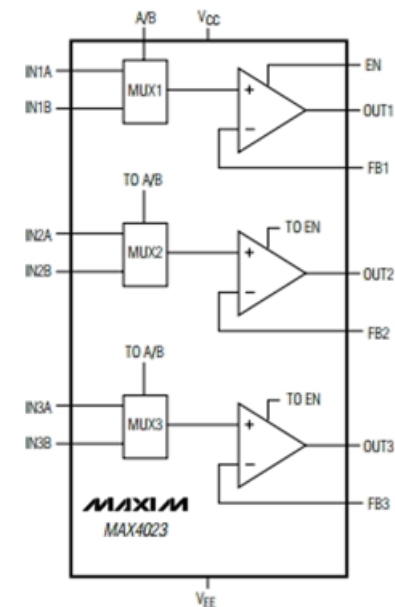 A/B VCC
IN1A MUX1 + EN
IN1B − OUT1
FB1
TO A/B
IN2A MUX2 + TO EN
IN2B − OUT2
FB2
TO A/B
IN3A MUX3 + TO EN
IN3B − OUT3
MAXIM FB3
MAX4023
VEE